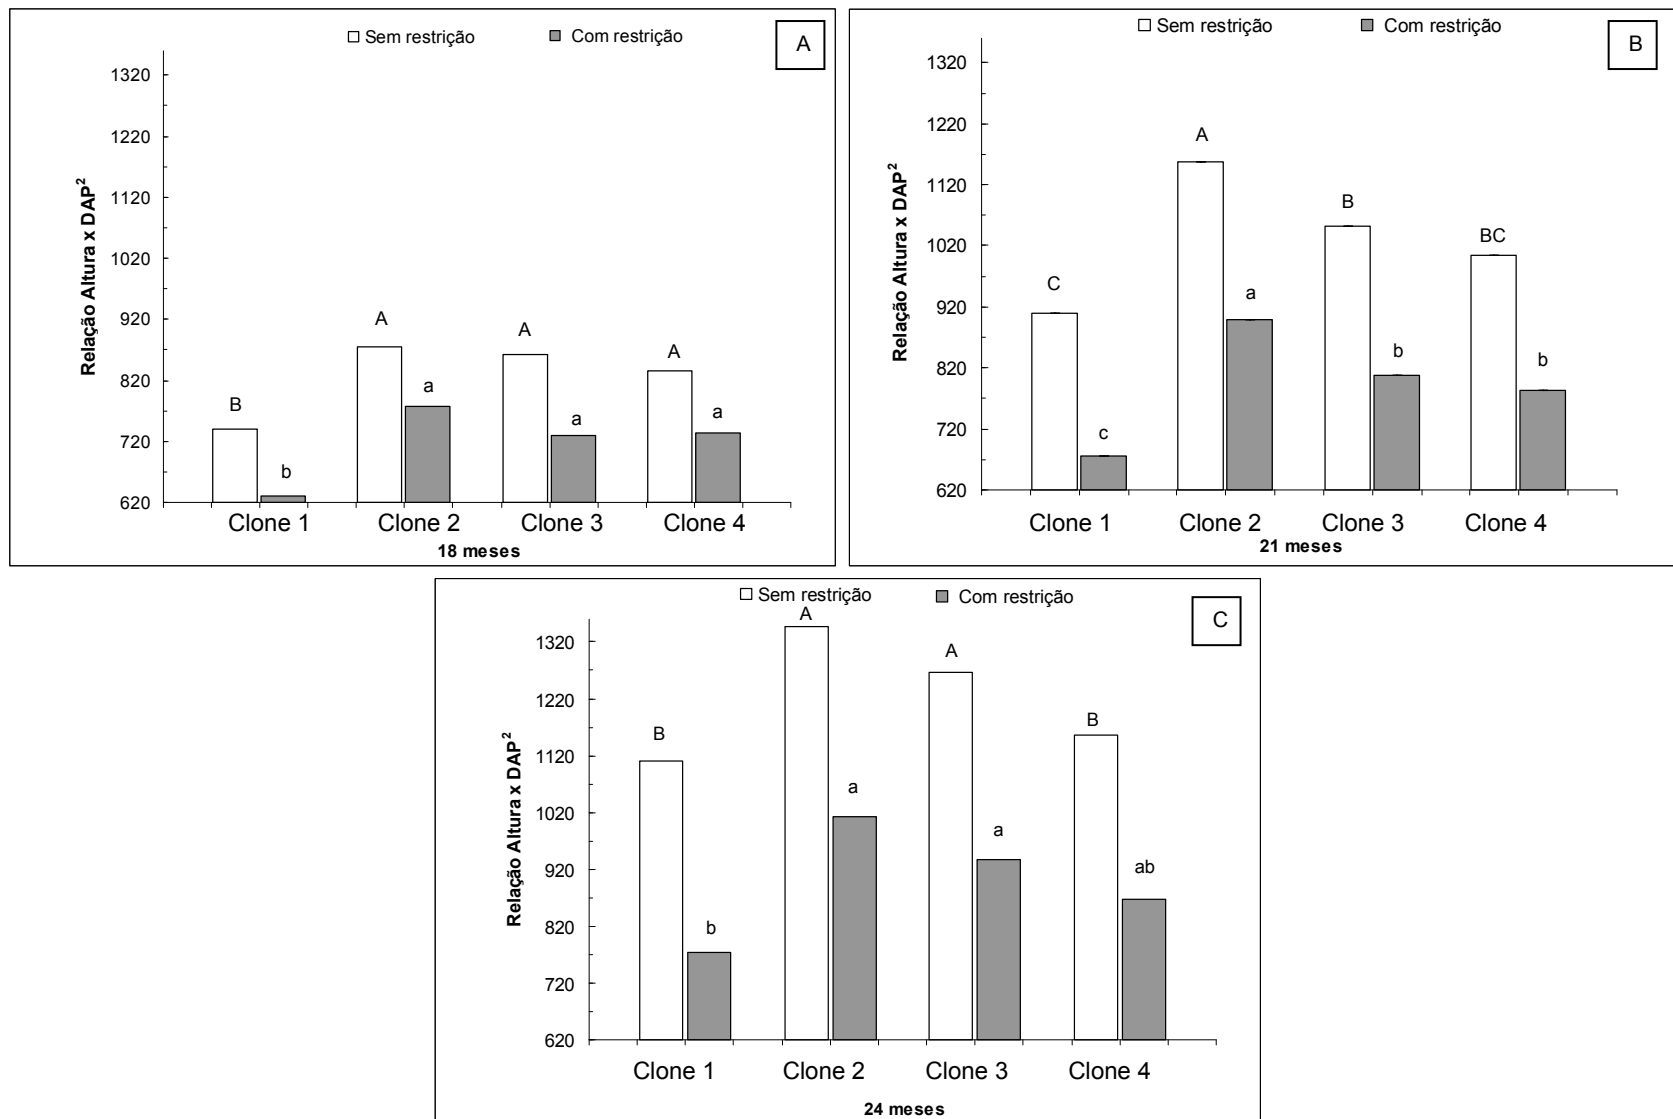 Sem restrição Com restrição
A
1320
1220
1120
1020
920
820
720
620
Relação Altura x DAP²
B
b
A
a
A
a
A
a
Clone 1 Clone 2 Clone 3 Clone 4
18 meses
Sem restrição Com restrição
B
1320
1220
1120
1020
920
820
720
620
Relação Altura x DAP²
C
c
A
a
B
b
BC
b
Clone 1 Clone 2 Clone 3 Clone 4
21 meses
Sem restrição Com restrição
C
1320
1220
1120
1020
920
820
720
620
Relação Altura x DAP²
B
b
A
a
A
a
B
ab
Clone 1 Clone 2 Clone 3 Clone 4
24 meses